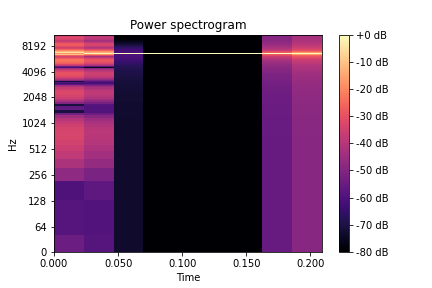 Power spectrogram
8192
4096
2048
1024
512
256
128
64
0
Hz
0.000 0.050 0.100 0.150 0.200
Time
+0 dB
-10 dB
-20 dB
-30 dB
-40 dB
-50 dB
-60 dB
-70 dB
-80 dB